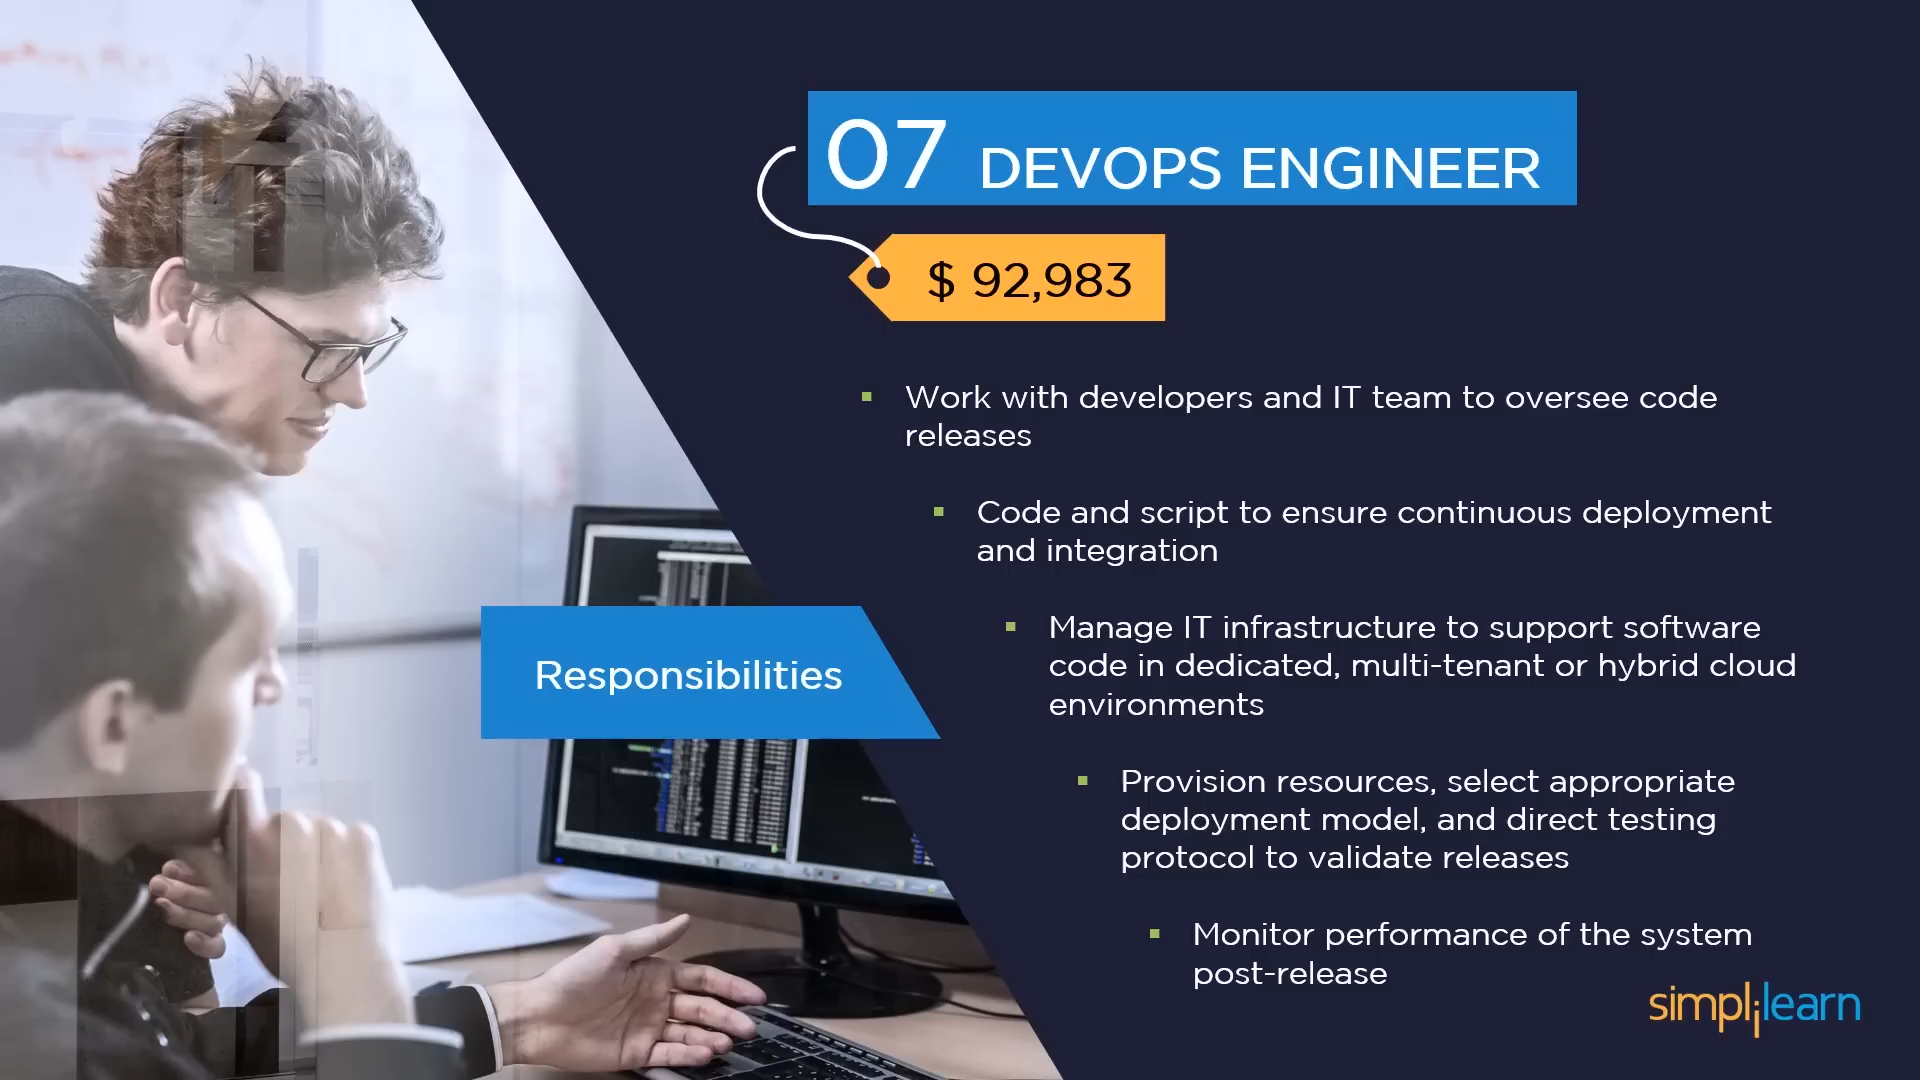 07 DEVOPS ENGINEER
$ 92,983
Work with developers and IT team to oversee code
releases
Code and script to ensure continuous deployment
and integration
Manage IT infrastructure to support software
code in dedicated, multi-tenant or hybrid cloud
environments
Responsibilities
Provision resources, select appropriate
deployment model, and direct testing
protocol to validate releases
Monitor performance of the system
post-release
simplilearn